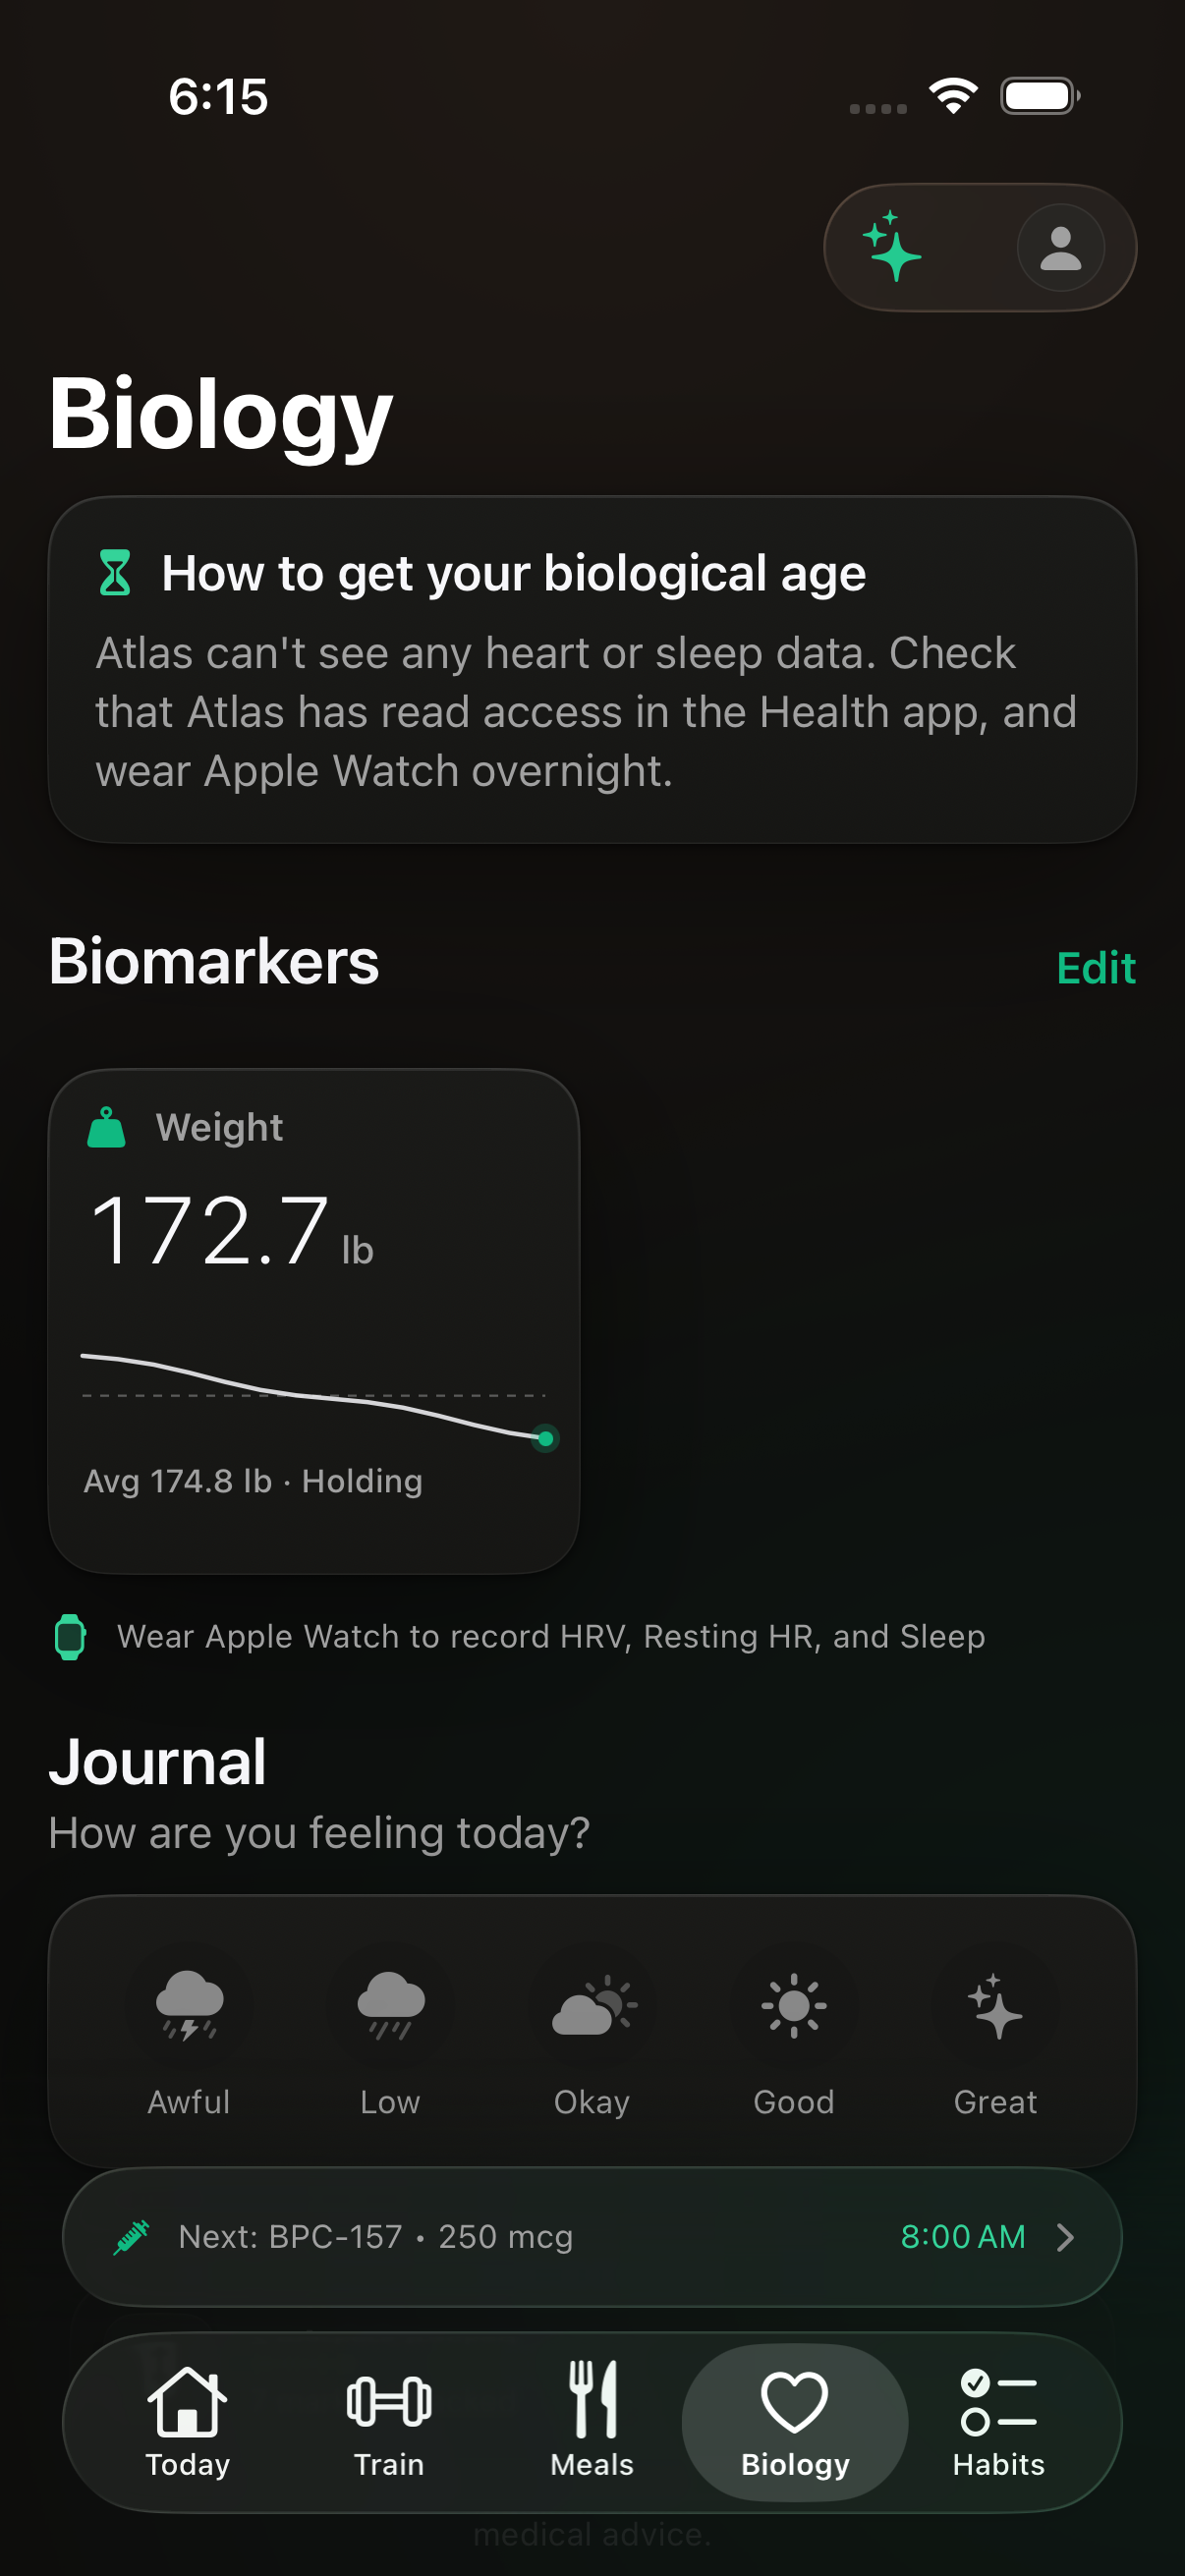 6:15
Biology
How to get your biological age
Atlas can't see any heart or sleep data. Check
that Atlas has read access in the Health app, and
wear Apple Watch overnight.
Biomarkers
Edit
Weight
172.7 lb
Avg 174.8 lb · Holding
Wear Apple Watch to record HRV, Resting HR, and Sleep
Journal
How are you feeling today?
Awful Low Okay Good Great
Next: BPC-157 • 250 mcg 8:00 AM
Today Train Meals Biology Habits
medical advice.